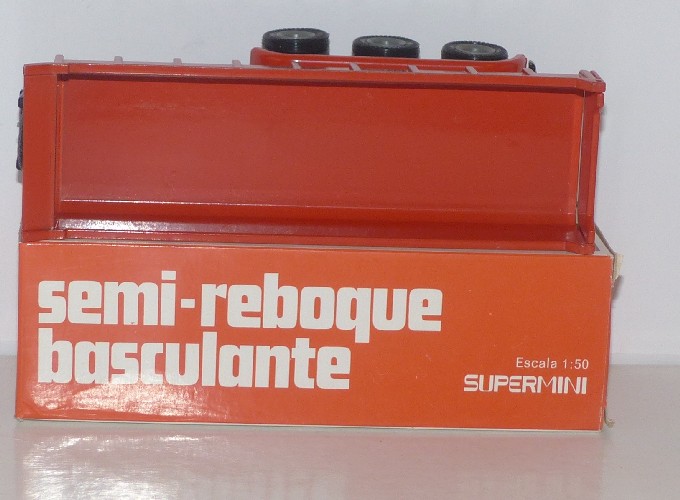 semi-reboque
basculante
Escala 1:50
SUPERMINI